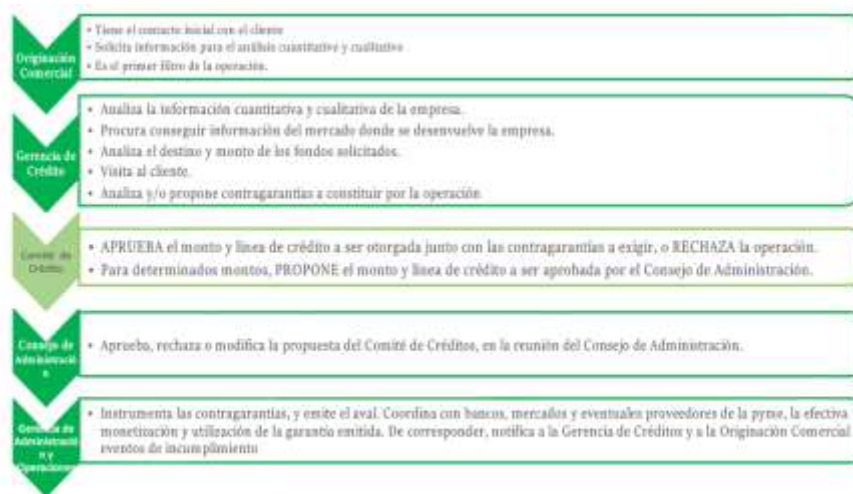 Originación
Comercial
• Tiene el contacto inicial con el cliente
• Solicita información para el análisis cuantitativo y cualitativo
• Es el primer filtro de la operación.
Gerencia de
Crédito
• Analiza la información cuantitativa y cualitativa de la empresa.
• Procura conseguir información del mercado donde se desenvuelve la empresa.
• Analiza el destino y monto de los fondos solicitados.
• Visita al cliente.
• Analiza y/o propone contragarantías a constituir por la operación.
Comité de
Crédito
• APRUEBA el monto y línea de crédito a ser otorgada junto con las contragarantías a exigir, o RECHAZA la operación.
• Para determinados montos, PROPONE el monto y línea de crédito a ser aprobada por el Consejo de Administración.
Consejo de
Administració
n
• Aprueba, rechaza o modifica la propuesta del Comité de Créditos, en la reunión del Consejo de Administración.
Gerencia de
Administració
n y
Operaciones
• Instrumenta las contragarantías, y emite el aval. Coordina con bancos, mercados y eventuales proveedores de la pyme, la efectiva
monetización y utilización de la garantía emitida. De corresponder, notifica a la Gerencia de Créditos y a la Originación Comercial
eventos de incumplimiento